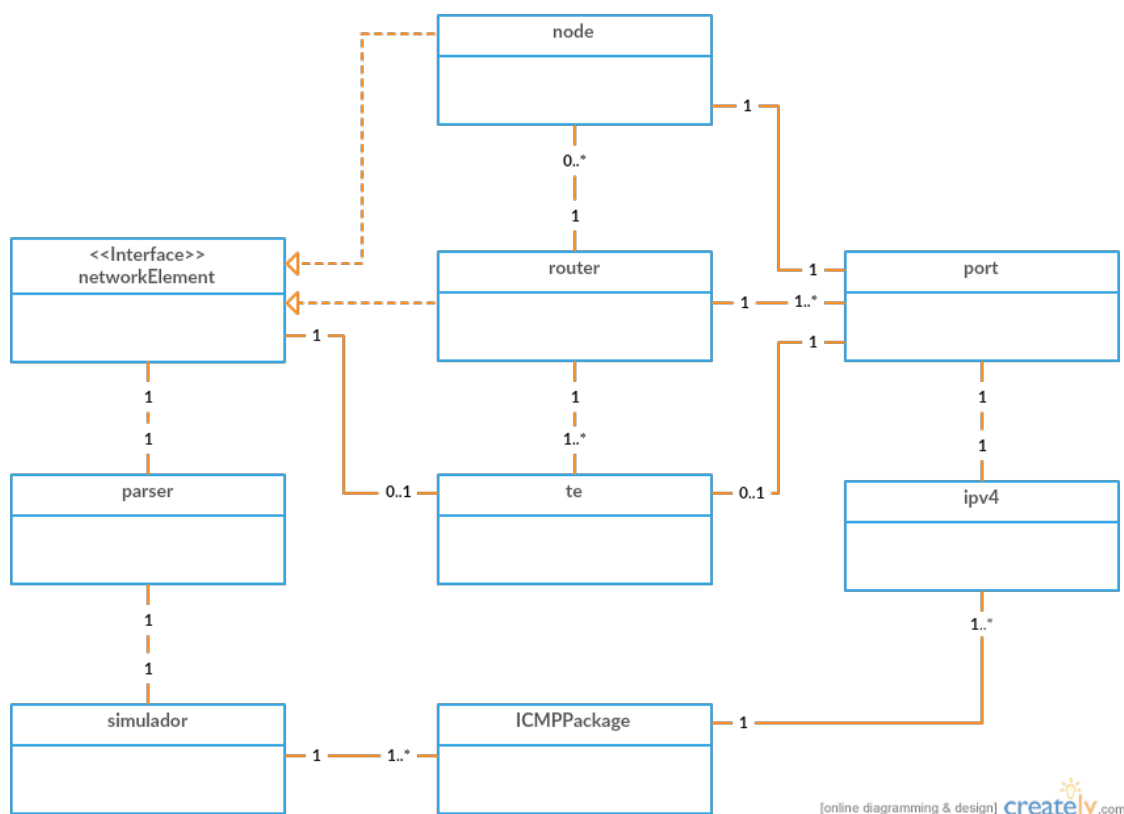 node
1
0..*
1
<<Interface>>
networkElement
router
port
1
1
1..*
1
1
1
1
1
1..*
1
1
parser
0..1
te
0..1
ipv4
1
1..*
1
simulador
ICMPPackage
1
1
1..*
[online diagramming & design] creately.com